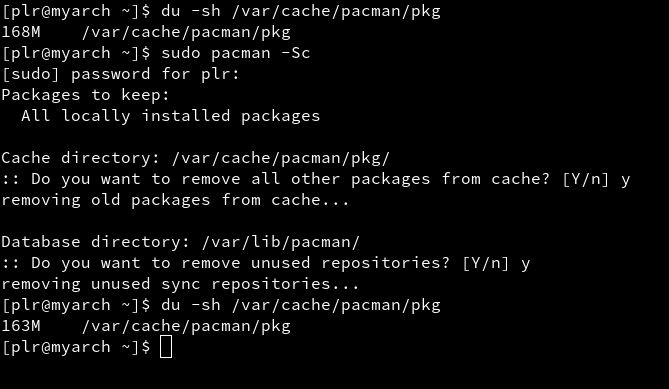 [plr@myarch ~]$ du -sh /var/cache/pacman/pkg
168M    /var/cache/pacman/pkg
[plr@myarch ~]$ sudo pacman -Sc
[sudo] password for plr:
Packages to keep:
  All locally installed packages

Cache directory: /var/cache/pacman/pkg/
:: Do you want to remove all other packages from cache? [Y/n] y
removing old packages from cache...

Database directory: /var/lib/pacman/
:: Do you want to remove unused repositories? [Y/n] y
removing unused sync repositories...
[plr@myarch ~]$ du -sh /var/cache/pacman/pkg
163M    /var/cache/pacman/pkg
[plr@myarch ~]$